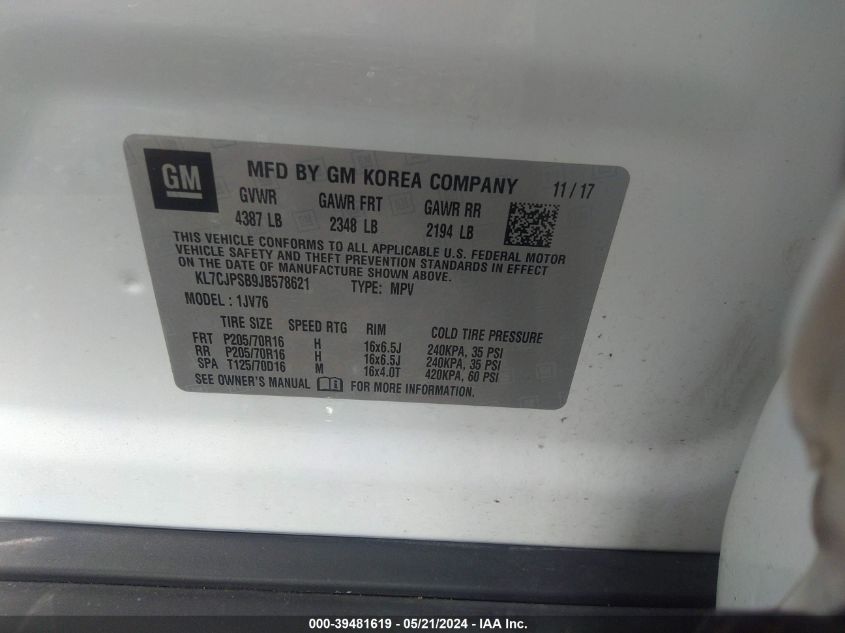 GM
MFD BY GM KOREA COMPANY 11/17
GVWR GAWR FRT GAWR RR
4387 LB 2348 LB 2194 LB
THIS VEHICLE CONFORMS TO ALL APPLICABLE U.S. FEDERAL MOTOR
VEHICLE SAFETY AND THEFT PREVENTION STANDARDS IN EFFECT
ON THE DATE OF MANUFACTURE SHOWN ABOVE.
KL7CJPSB9JB578621 TYPE: MPV
MODEL : 1JV76
TIRE SIZE SPEED RTG RIM COLD TIRE PRESSURE
FRT P205/70R16 H 16x6.5J 240KPA, 35 PSI
RR P205/70R16 H 16x6.5J 240KPA, 35 PSI
SPA T125/70D16 M 16x4.0T 420KPA, 60 PSI
SEE OWNER'S MANUAL FOR MORE INFORMATION.
000-39481619 - 05/21/2024 - IAA Inc.